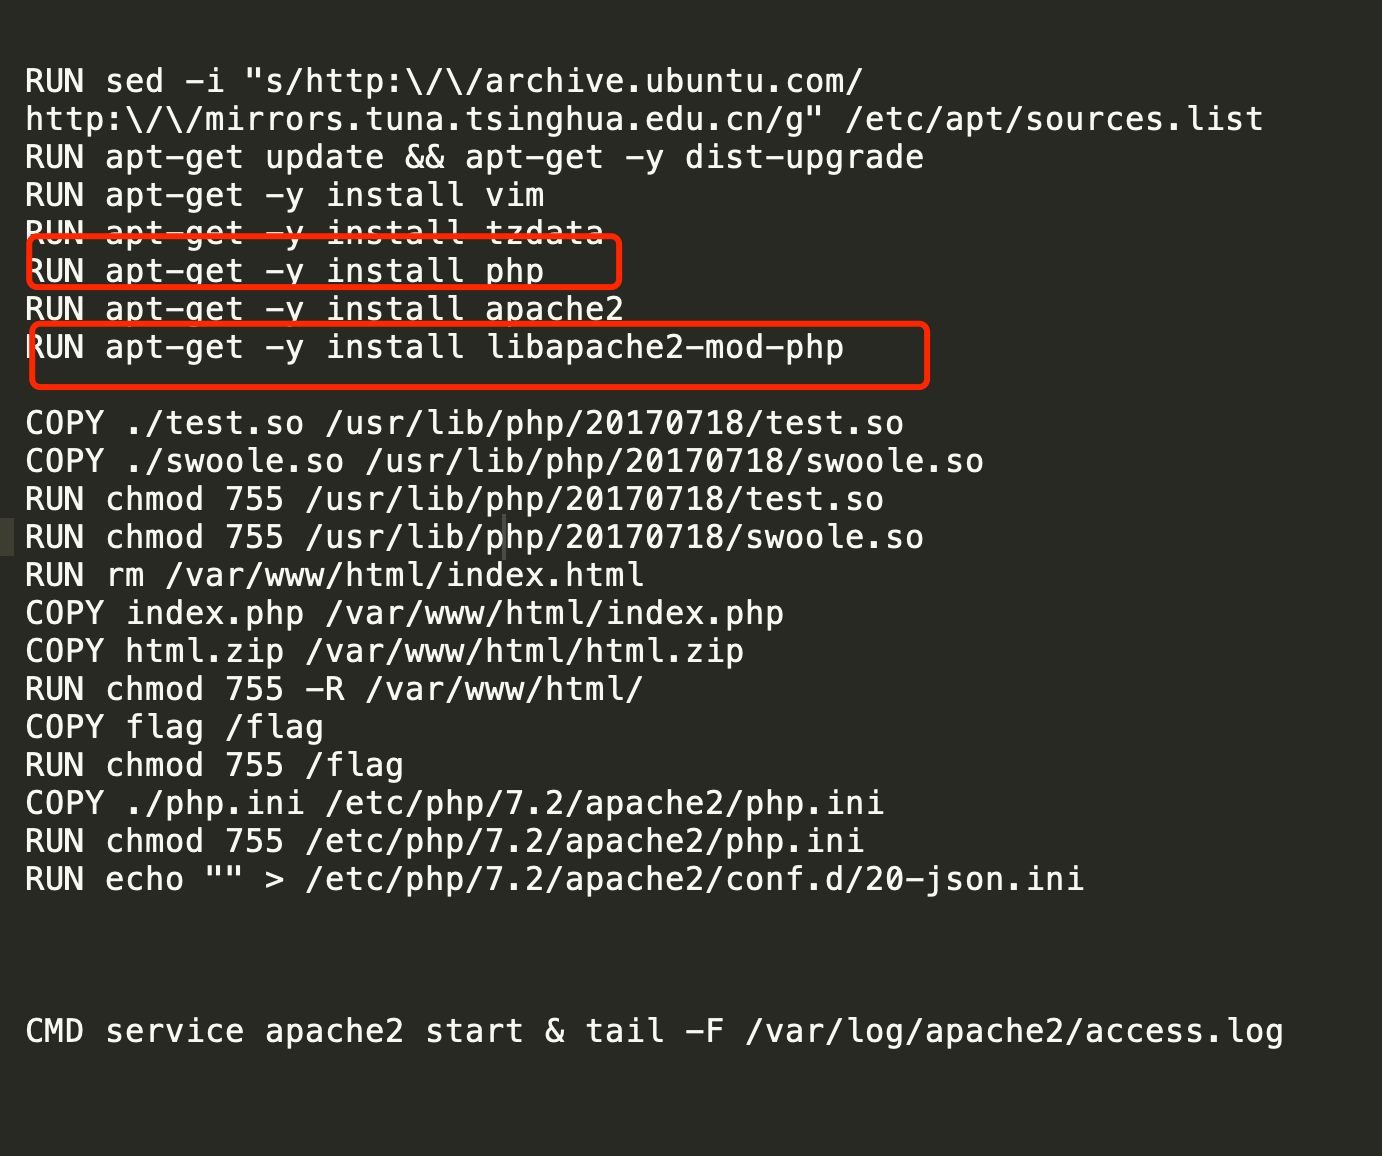 RUN sed -i "s/http:\/\/archive.ubuntu.com/
http:\/\/mirrors.tuna.tsinghua.edu.cn/g" /etc/apt/sources.list
RUN apt-get update && apt-get -y dist-upgrade
RUN apt-get -y install vim
RUN apt-get -y install tzdata
RUN apt-get -y install php
RUN apt-get -y install apache2
RUN apt-get -y install libapache2-mod-php
COPY ./test.so /usr/lib/php/20170718/test.so
COPY ./swoole.so /usr/lib/php/20170718/swoole.so
RUN chmod 755 /usr/lib/php/20170718/test.so
RUN chmod 755 /usr/lib/php/20170718/swoole.so
RUN rm /var/www/html/index.html
COPY index.php /var/www/html/index.php
COPY html.zip /var/www/html/html.zip
RUN chmod 755 -R /var/www/html/
COPY flag /flag
RUN chmod 755 /flag
COPY ./php.ini /etc/php/7.2/apache2/php.ini
RUN chmod 755 /etc/php/7.2/apache2/php.ini
RUN echo "" > /etc/php/7.2/apache2/conf.d/20-json.ini
CMD service apache2 start & tail -F /var/log/apache2/access.log